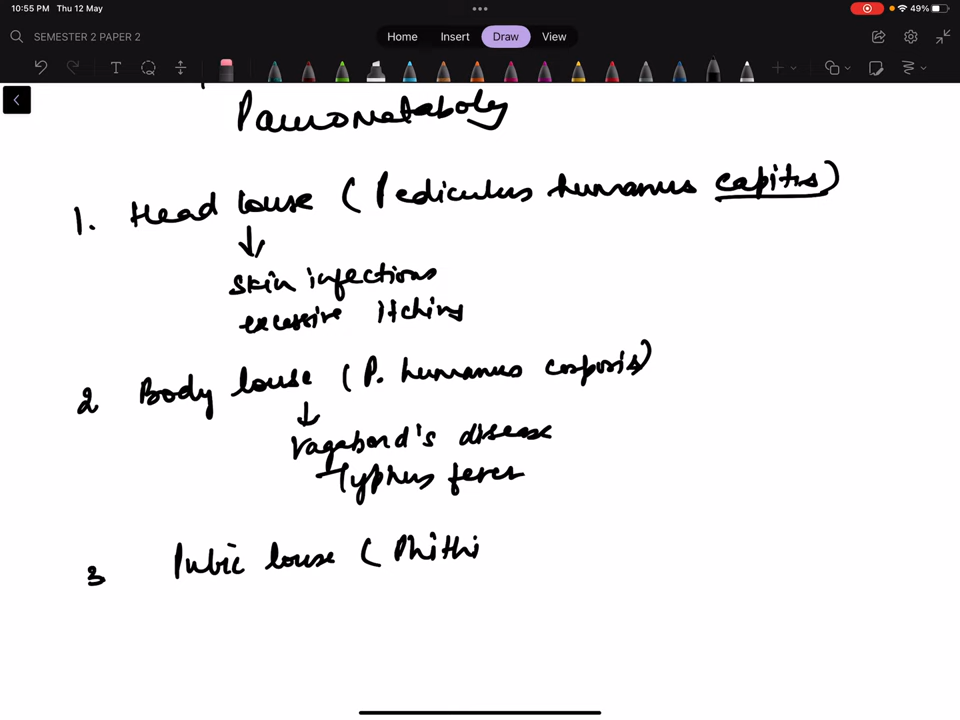 10:55 PM Thu 12 May
49%
SEMESTER 2 PAPER 2
Home Insert Draw View
Paurometaboly
1. Head louse (Pediculus humanus capitis)
skin infections
excessive itching
2 Body louse (P. humanus corporis)
Vagabond's disease
Typhus fever
3 Pubic louse (Phthi